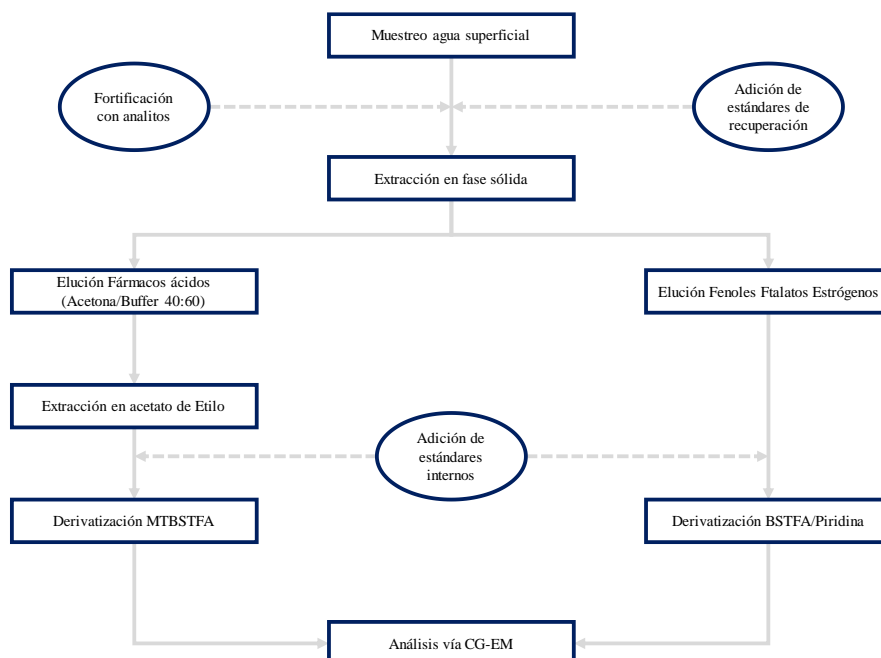 Muestreo agua superficial
Fortificación
con analitos
Adición de
estándares de
recuperación
Extracción en fase sólida
Elución Fármacos ácidos
(Acetona/Buffer 40:60)
Elución Fenoles Ftalatos Estrógenos
Extracción en acetato de Etilo
Adición de
estándares
internos
Derivatización MTBSTFA
Derivatización BSTFA/Piridina
Análisis vía CG-EM